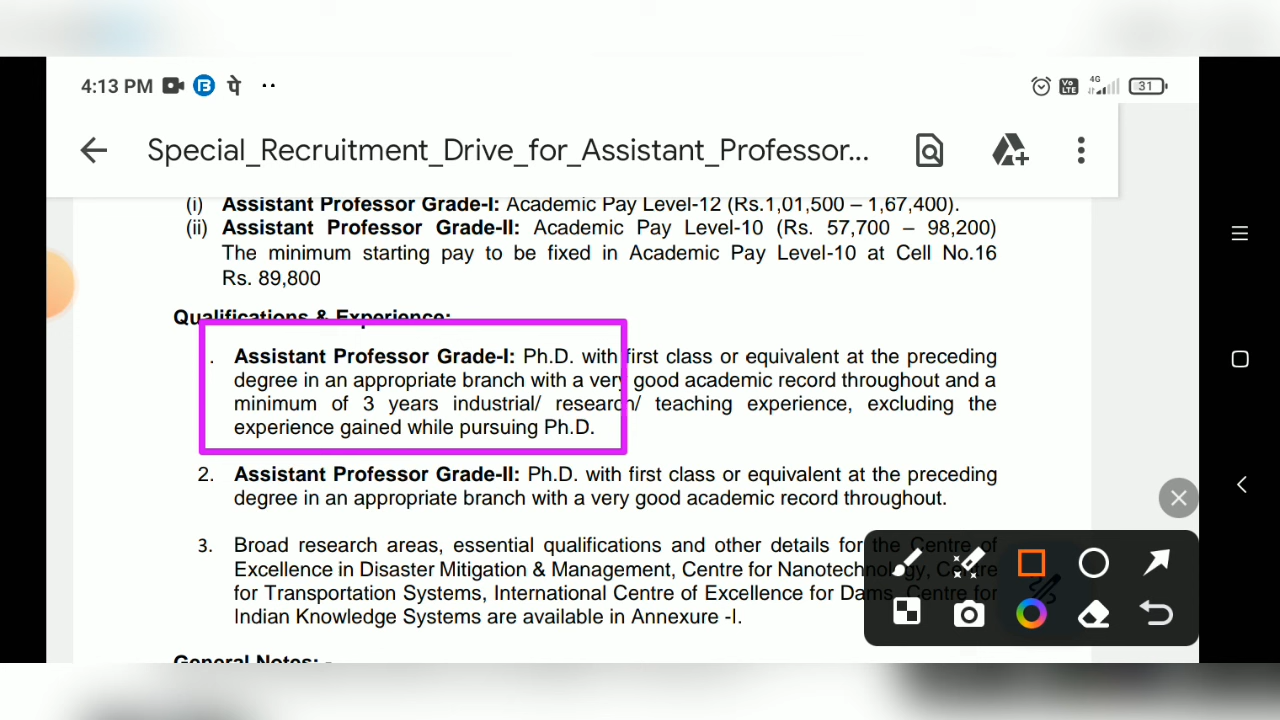 4:13 PM पे ..
Vo LTE 4G 31
Special_Recruitment_Drive_for_Assistant_Professor...
(i) Assistant Professor Grade-I: Academic Pay Level-12 (Rs.1,01,500 – 1,67,400).
(ii) Assistant Professor Grade-II: Academic Pay Level-10 (Rs. 57,700 – 98,200)
The minimum starting pay to be fixed in Academic Pay Level-10 at Cell No.16
Rs. 89,800
Qualifications & Experience:
. Assistant Professor Grade-I: Ph.D. with first class or equivalent at the preceding
degree in an appropriate branch with a very good academic record throughout and a
minimum of 3 years industrial/ research/ teaching experience, excluding the
experience gained while pursuing Ph.D.
2. Assistant Professor Grade-II: Ph.D. with first class or equivalent at the preceding
degree in an appropriate branch with a very good academic record throughout.
3. Broad research areas, essential qualifications and other details for the Centre of
Excellence in Disaster Mitigation & Management, Centre for Nanotechnology, Centre
for Transportation Systems, International Centre of Excellence for Dams, Centre for
Indian Knowledge Systems are available in Annexure -I.
General Notes: -